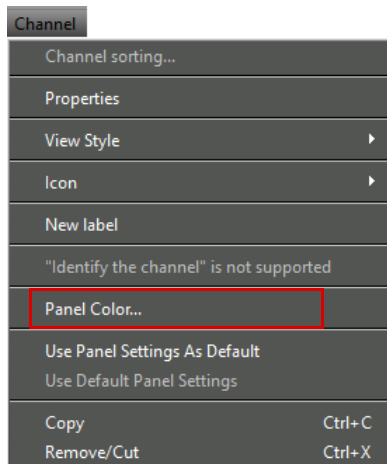 Channel
Channel sorting...
Properties
View Style
Icon
New label
"Identify the channel" is not supported
Panel Color...
Use Panel Settings As Default
Use Default Panel Settings
Copy Ctrl+C
Remove/Cut Ctrl+X